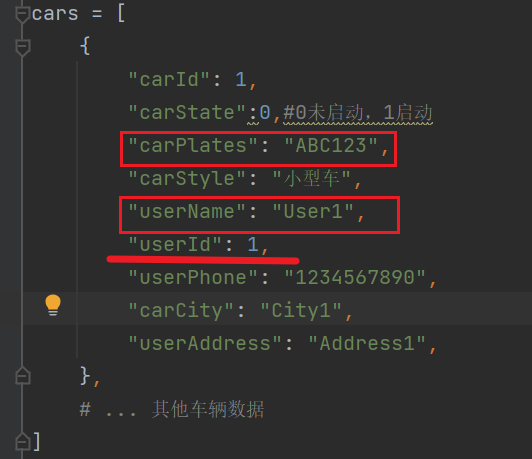 cars = [
{
"carId": 1,
"carState":0,#0未启动，1启动
"carPlates": "ABC123",
"carStyle": "小型车",
"userName": "User1",
"userId": 1,
"userPhone": "1234567890",
"carCity": "City1",
"userAddress": "Address1",
},
# ... 其他车辆数据
]